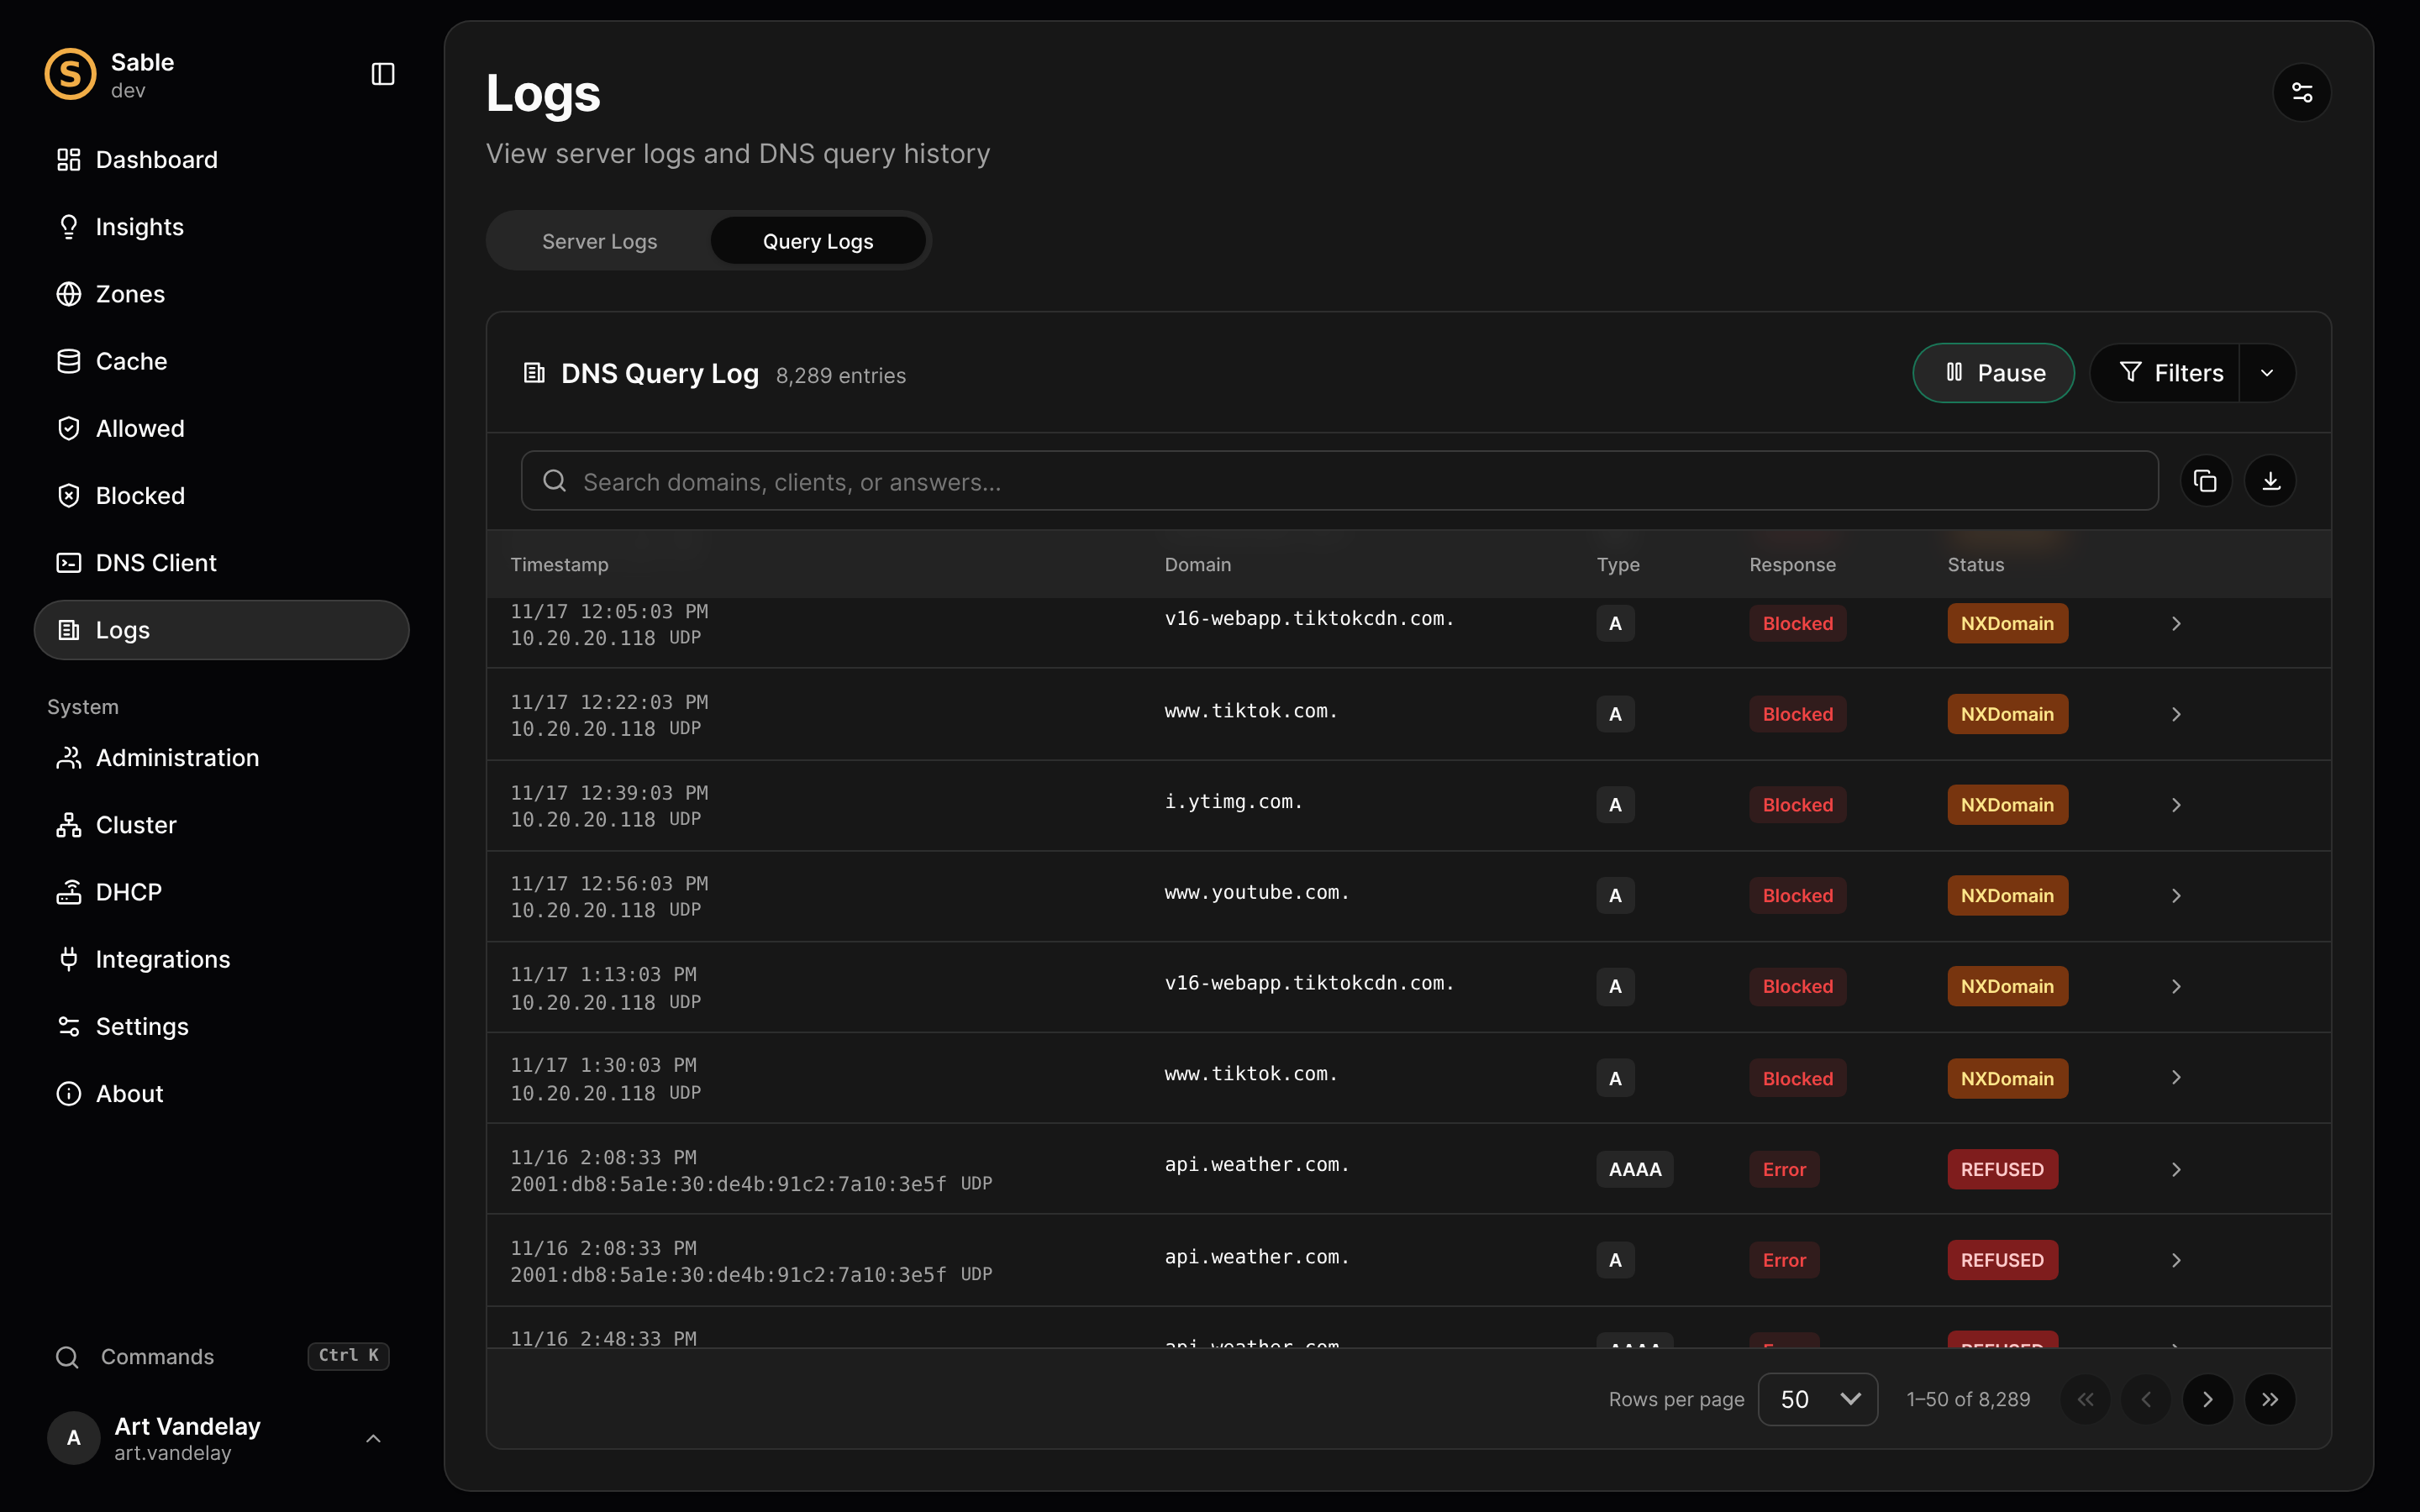 S
Sable
dev
Dashboard
Insights
Zones
Cache
Allowed
Blocked
DNS Client
Logs
System
Administration
Cluster
DHCP
Integrations
Settings
About
Commands Ctrl K
A
Art Vandelay
art.vandelay
Logs
View server logs and DNS query history
Server Logs Query Logs
DNS Query Log 8,289 entries
Pause Filters
Search domains, clients, or answers...
Timestamp Domain Type Response Status
11/17 12:05:03 PM
10.20.20.118 UDP
v16-webapp.tiktokcdn.com. A Blocked NXDomain
11/17 12:22:03 PM
10.20.20.118 UDP
www.tiktok.com. A Blocked NXDomain
11/17 12:39:03 PM
10.20.20.118 UDP
i.ytimg.com. A Blocked NXDomain
11/17 12:56:03 PM
10.20.20.118 UDP
www.youtube.com. A Blocked NXDomain
11/17 1:13:03 PM
10.20.20.118 UDP
v16-webapp.tiktokcdn.com. A Blocked NXDomain
11/17 1:30:03 PM
10.20.20.118 UDP
www.tiktok.com. A Blocked NXDomain
11/16 2:08:33 PM
2001:db8:5a1e:30:de4b:91c2:7a10:3e5f UDP
api.weather.com. AAAA Error REFUSED
11/16 2:08:33 PM
2001:db8:5a1e:30:de4b:91c2:7a10:3e5f UDP
api.weather.com. A Error REFUSED
11/16 2:48:33 PM
api.weather.com. AAAA REFUSED
Rows per page 50 1–50 of 8,289